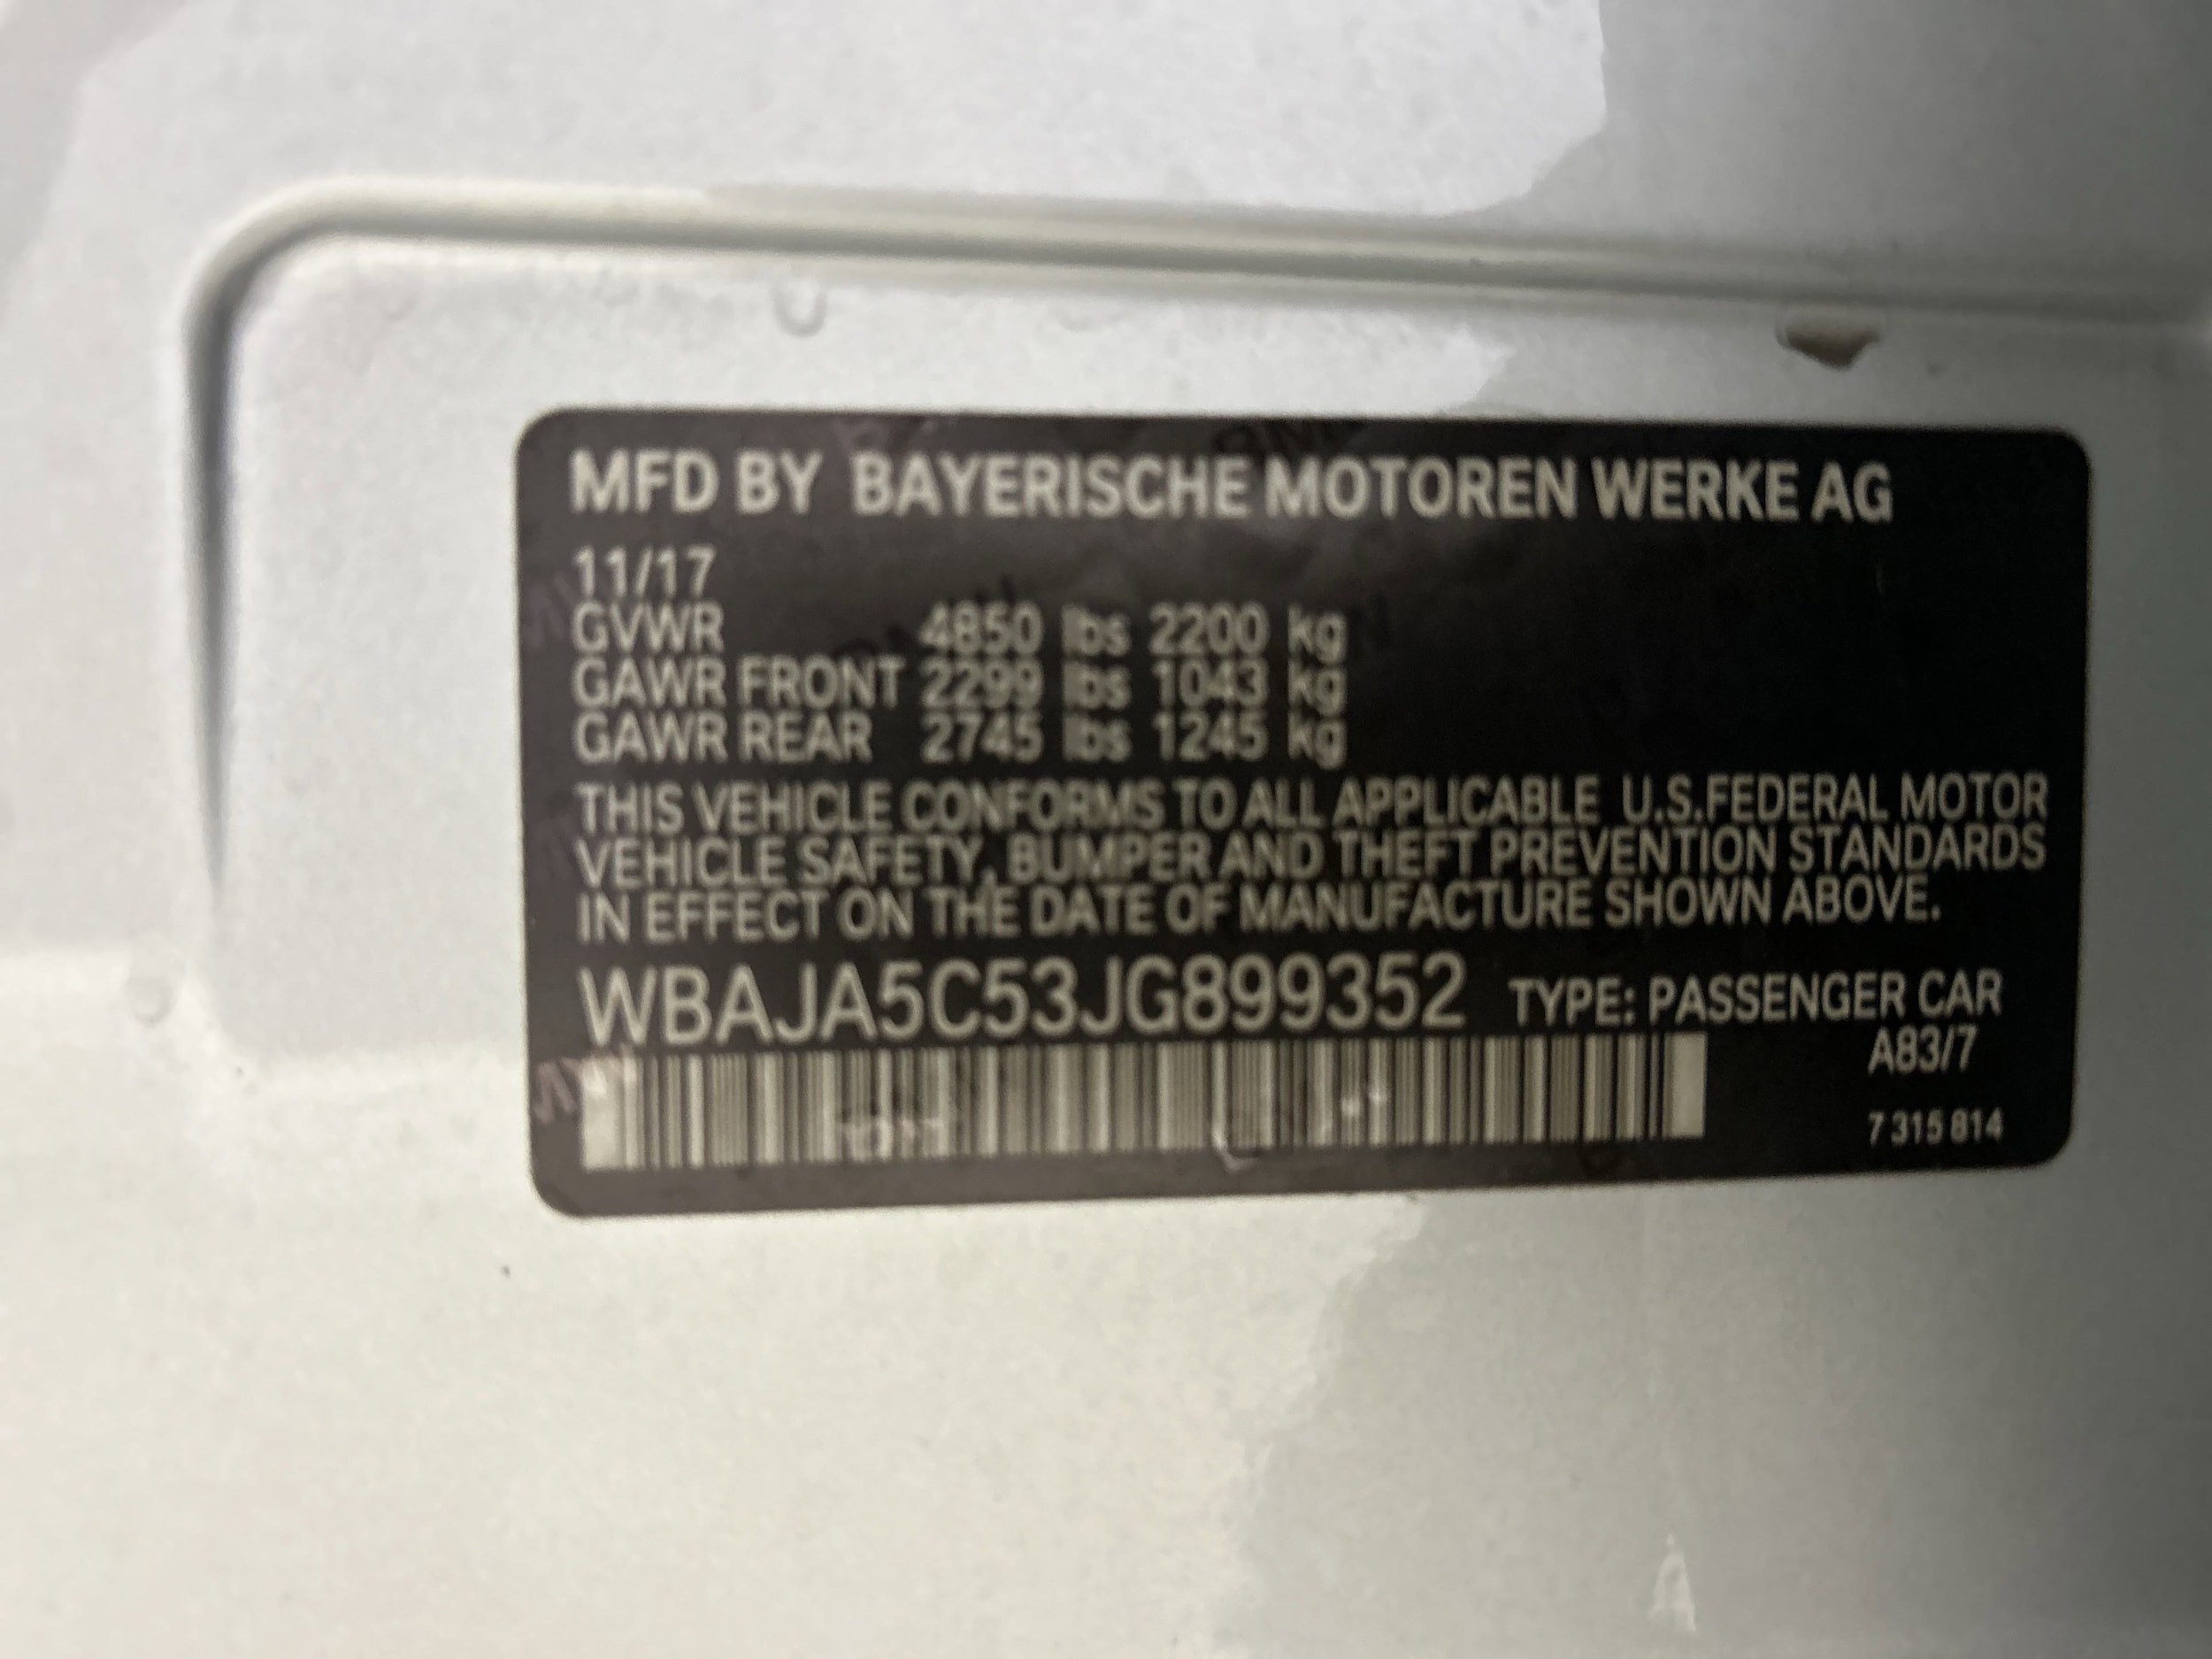 MFD BY BAYERISCHE MOTOREN WERKE AG
11/17
GVWR 4850 lbs 2200 kg
GAWR FRONT 2299 lbs 1043 kg
GAWR REAR 2745 lbs 1245 kg
THIS VEHICLE CONFORMS TO ALL APPLICABLE U.S.FEDERAL MOTOR
VEHICLE SAFETY, BUMPER AND THEFT PREVENTION STANDARDS
IN EFFECT ON THE DATE OF MANUFACTURE SHOWN ABOVE.
WBAJA5C53JG899352 TYPE: PASSENGER CAR
A83/7
7 315 814